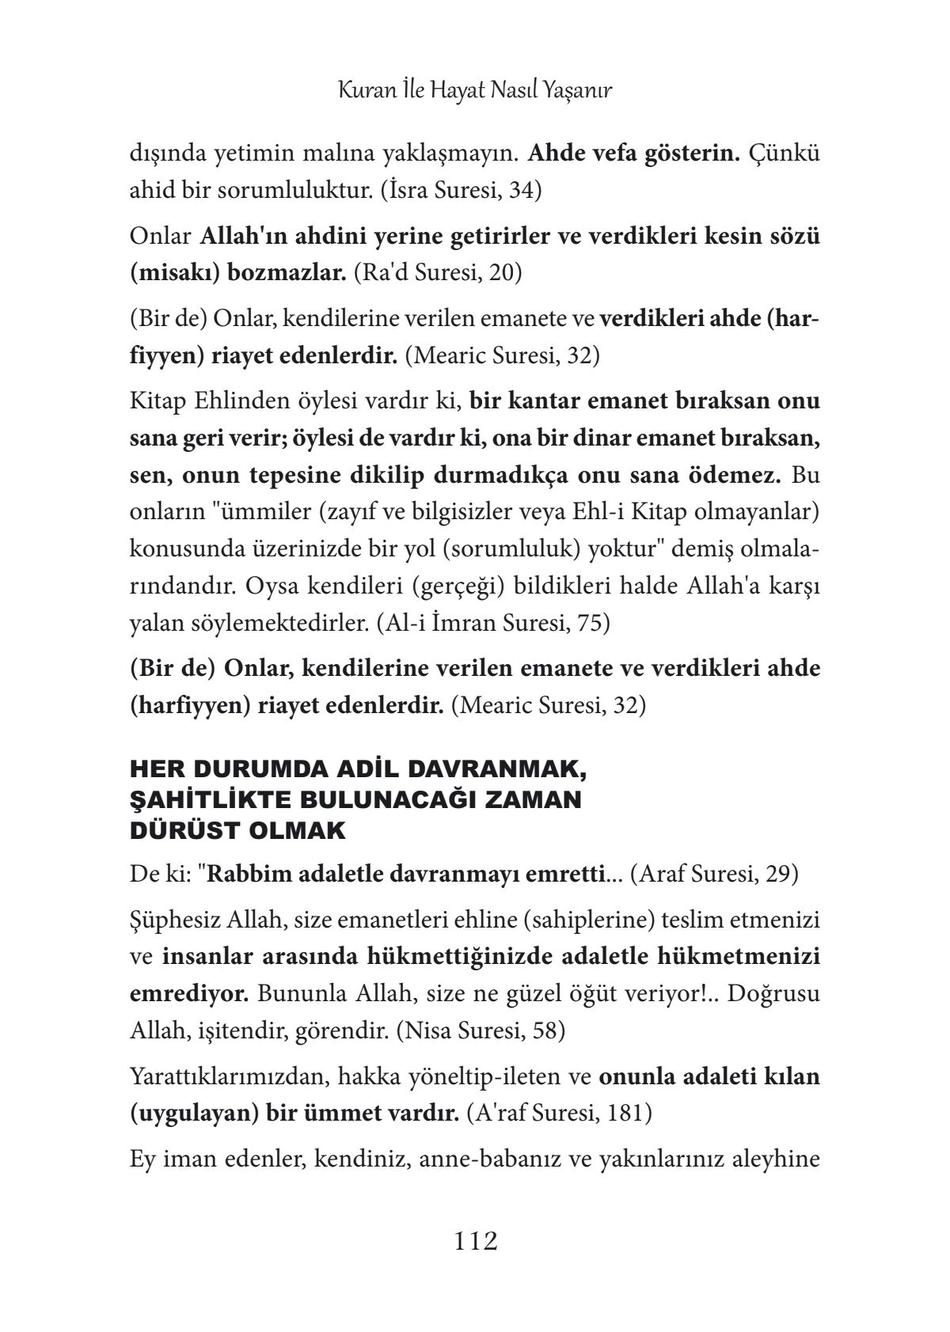 Kuran İle Hayat Nasıl Yaşanır
dışında yetimin malına yaklaşmayın. Ahde vefa gösterin. Çünkü
ahid bir sorumluluktur. (İsra Suresi, 34)
Onlar Allah'ın ahdini yerine getirirler ve verdikleri kesin sözü
(misakı) bozmazlar. (Ra'd Suresi, 20)
(Bir de) Onlar, kendilerine verilen emanete ve verdikleri ahde (har-
fiyyen) riayet edenlerdir. (Mearic Suresi, 32)
Kitap Ehlinden öylesi vardır ki, bir kantar emanet bıraksan onu
sana geri verir; öylesi de vardır ki, ona bir dinar emanet bıraksan,
sen, onun tepesine dikilip durmadıkça onu sana ödemez. Bu
onların "ümmiler (zayıf ve bilgisizler veya Ehl-i Kitap olmayanlar)
konusunda üzerinizde bir yol (sorumluluk) yoktur" demiş olmala-
rındandır. Oysa kendileri (gerçeği) bildikleri halde Allah'a karşı
yalan söylemektedirler. (Al-i İmran Suresi, 75)
(Bir de) Onlar, kendilerine verilen emanete ve verdikleri ahde
(harfiyyen) riayet edenlerdir. (Mearic Suresi, 32)
HER DURUMDA ADİL DAVRANMAK,
ŞAHİTLİKTE BULUNACAĞI ZAMAN
DÜRÜST OLMAK
De ki: "Rabbim adaletle davranmayı emretti... (Araf Suresi, 29)
Şüphesiz Allah, size emanetleri ehline (sahiplerine) teslim etmenizi
ve insanlar arasında hükmettiğinizde adaletle hükmetmenizi
emrediyor. Bununla Allah, size ne güzel öğüt veriyor!.. Doğrusu
Allah, işitendir, görendir. (Nisa Suresi, 58)
Yarattıklarımızdan, hakka yöneltip-ileten ve onunla adaleti kılan
(uygulayan) bir ümmet vardır. (A'raf Suresi, 181)
Ey iman edenler, kendiniz, anne-babanız ve yakınlarınız aleyhine
112